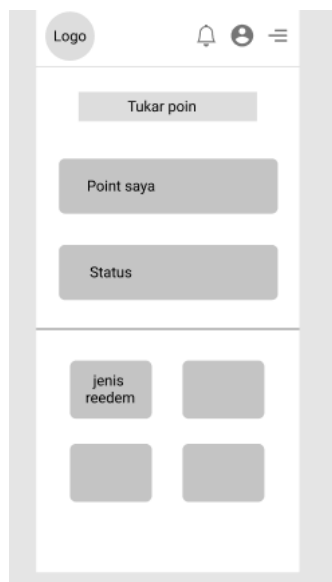 Logo
Tukar poin
Point saya
Status
jenis
reedem